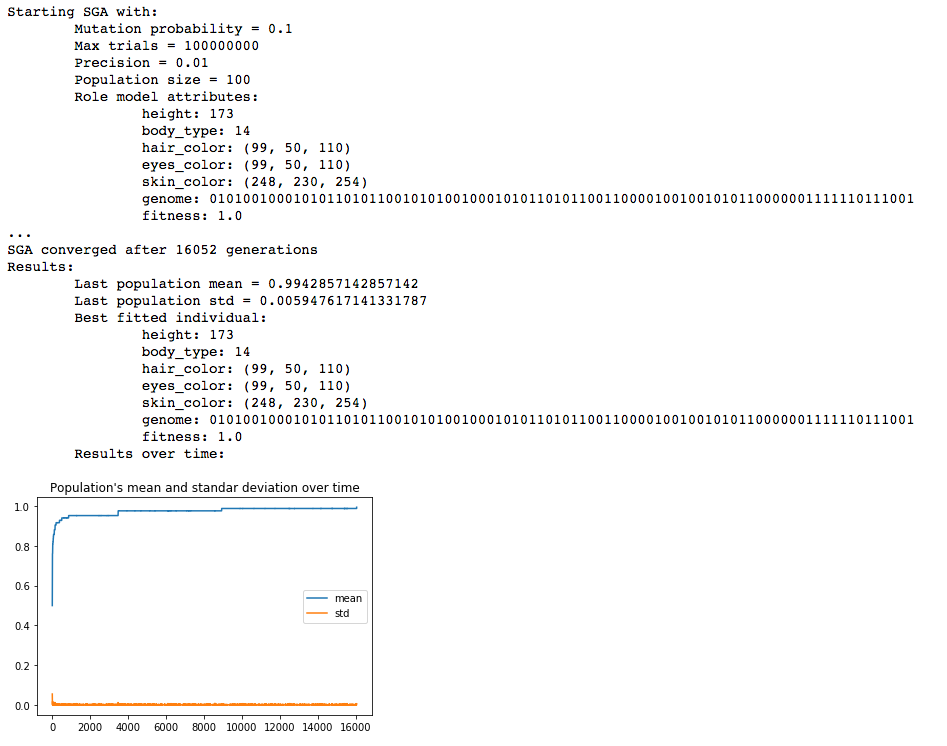 Starting SGA with:
Mutation probability = 0.1
Max trials = 100000000
Precision = 0.01
Population size = 100
Role model attributes:
height: 173
body_type: 14
hair_color: (99, 50, 110)
eyes_color: (99, 50, 110)
skin_color: (248, 230, 254)
genome: 010100100010101101011001010100100010101101011001100001001001010110000001111110111001
fitness: 1.0
...
SGA converged after 16052 generations
Results:
Last population mean = 0.9942857142857142
Last population std = 0.005947617141331787
Best fitted individual:
height: 173
body_type: 14
hair_color: (99, 50, 110)
eyes_color: (99, 50, 110)
skin_color: (248, 230, 254)
genome: 010100100010101101011001010100100010101101011001100001001001010110000001111110111001
fitness: 1.0
Results over time:
Population's mean and standar deviation over time
1.0
0.8
0.6
0.4
0.2
0.0
mean
std
0 2000 4000 6000 8000 10000 12000 14000 16000